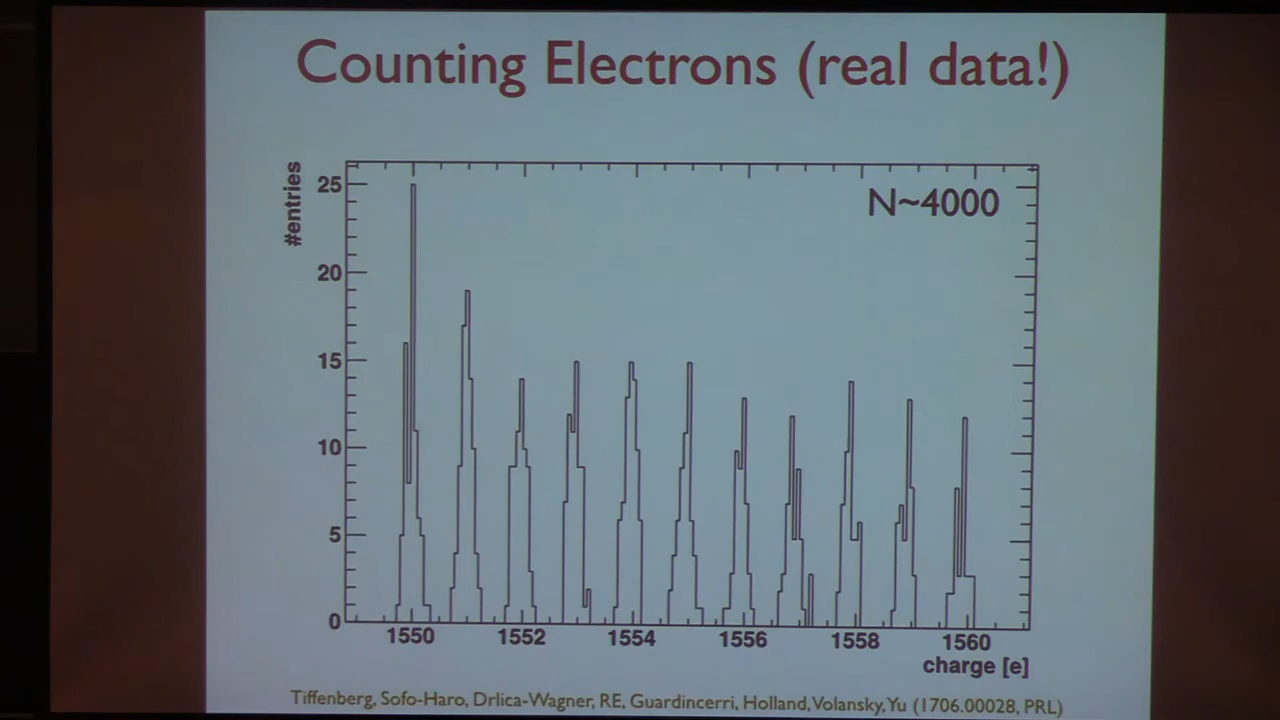 Counting Electrons (real data!)
#entries
N~4000
25
20
15
10
5
0
1550 1552 1554 1556 1558 1560
charge [e]
Tiffenberg, Sofo-Haro, Drlica-Wagner, RE, Guardincerri, Holland, Volansky, Yu (1706.00028, PRL)